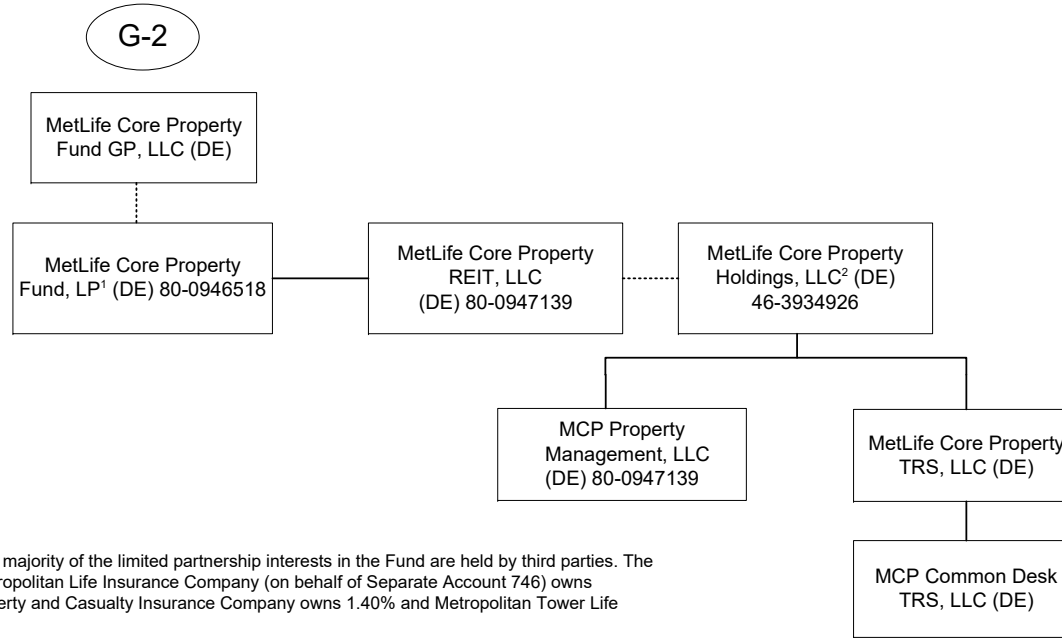 G-2
MetLife Core Property
Fund GP, LLC (DE)
MetLife Core Property
Fund, LP¹ (DE) 80-0946518
MetLife Core Property
REIT, LLC
(DE) 80-0947139
MetLife Core Property
Holdings, LLC² (DE)
46-3934926
MCP Property
Management, LLC
(DE) 80-0947139
MetLife Core Property
TRS, LLC (DE)
MCP Common Desk
TRS, LLC (DE)
majority of the limited partnership interests in the Fund are held by third parties. The
ropolitan Life Insurance Company (on behalf of Separate Account 746) owns
erty and Casualty Insurance Company owns 1.40% and Metropolitan Tower Life